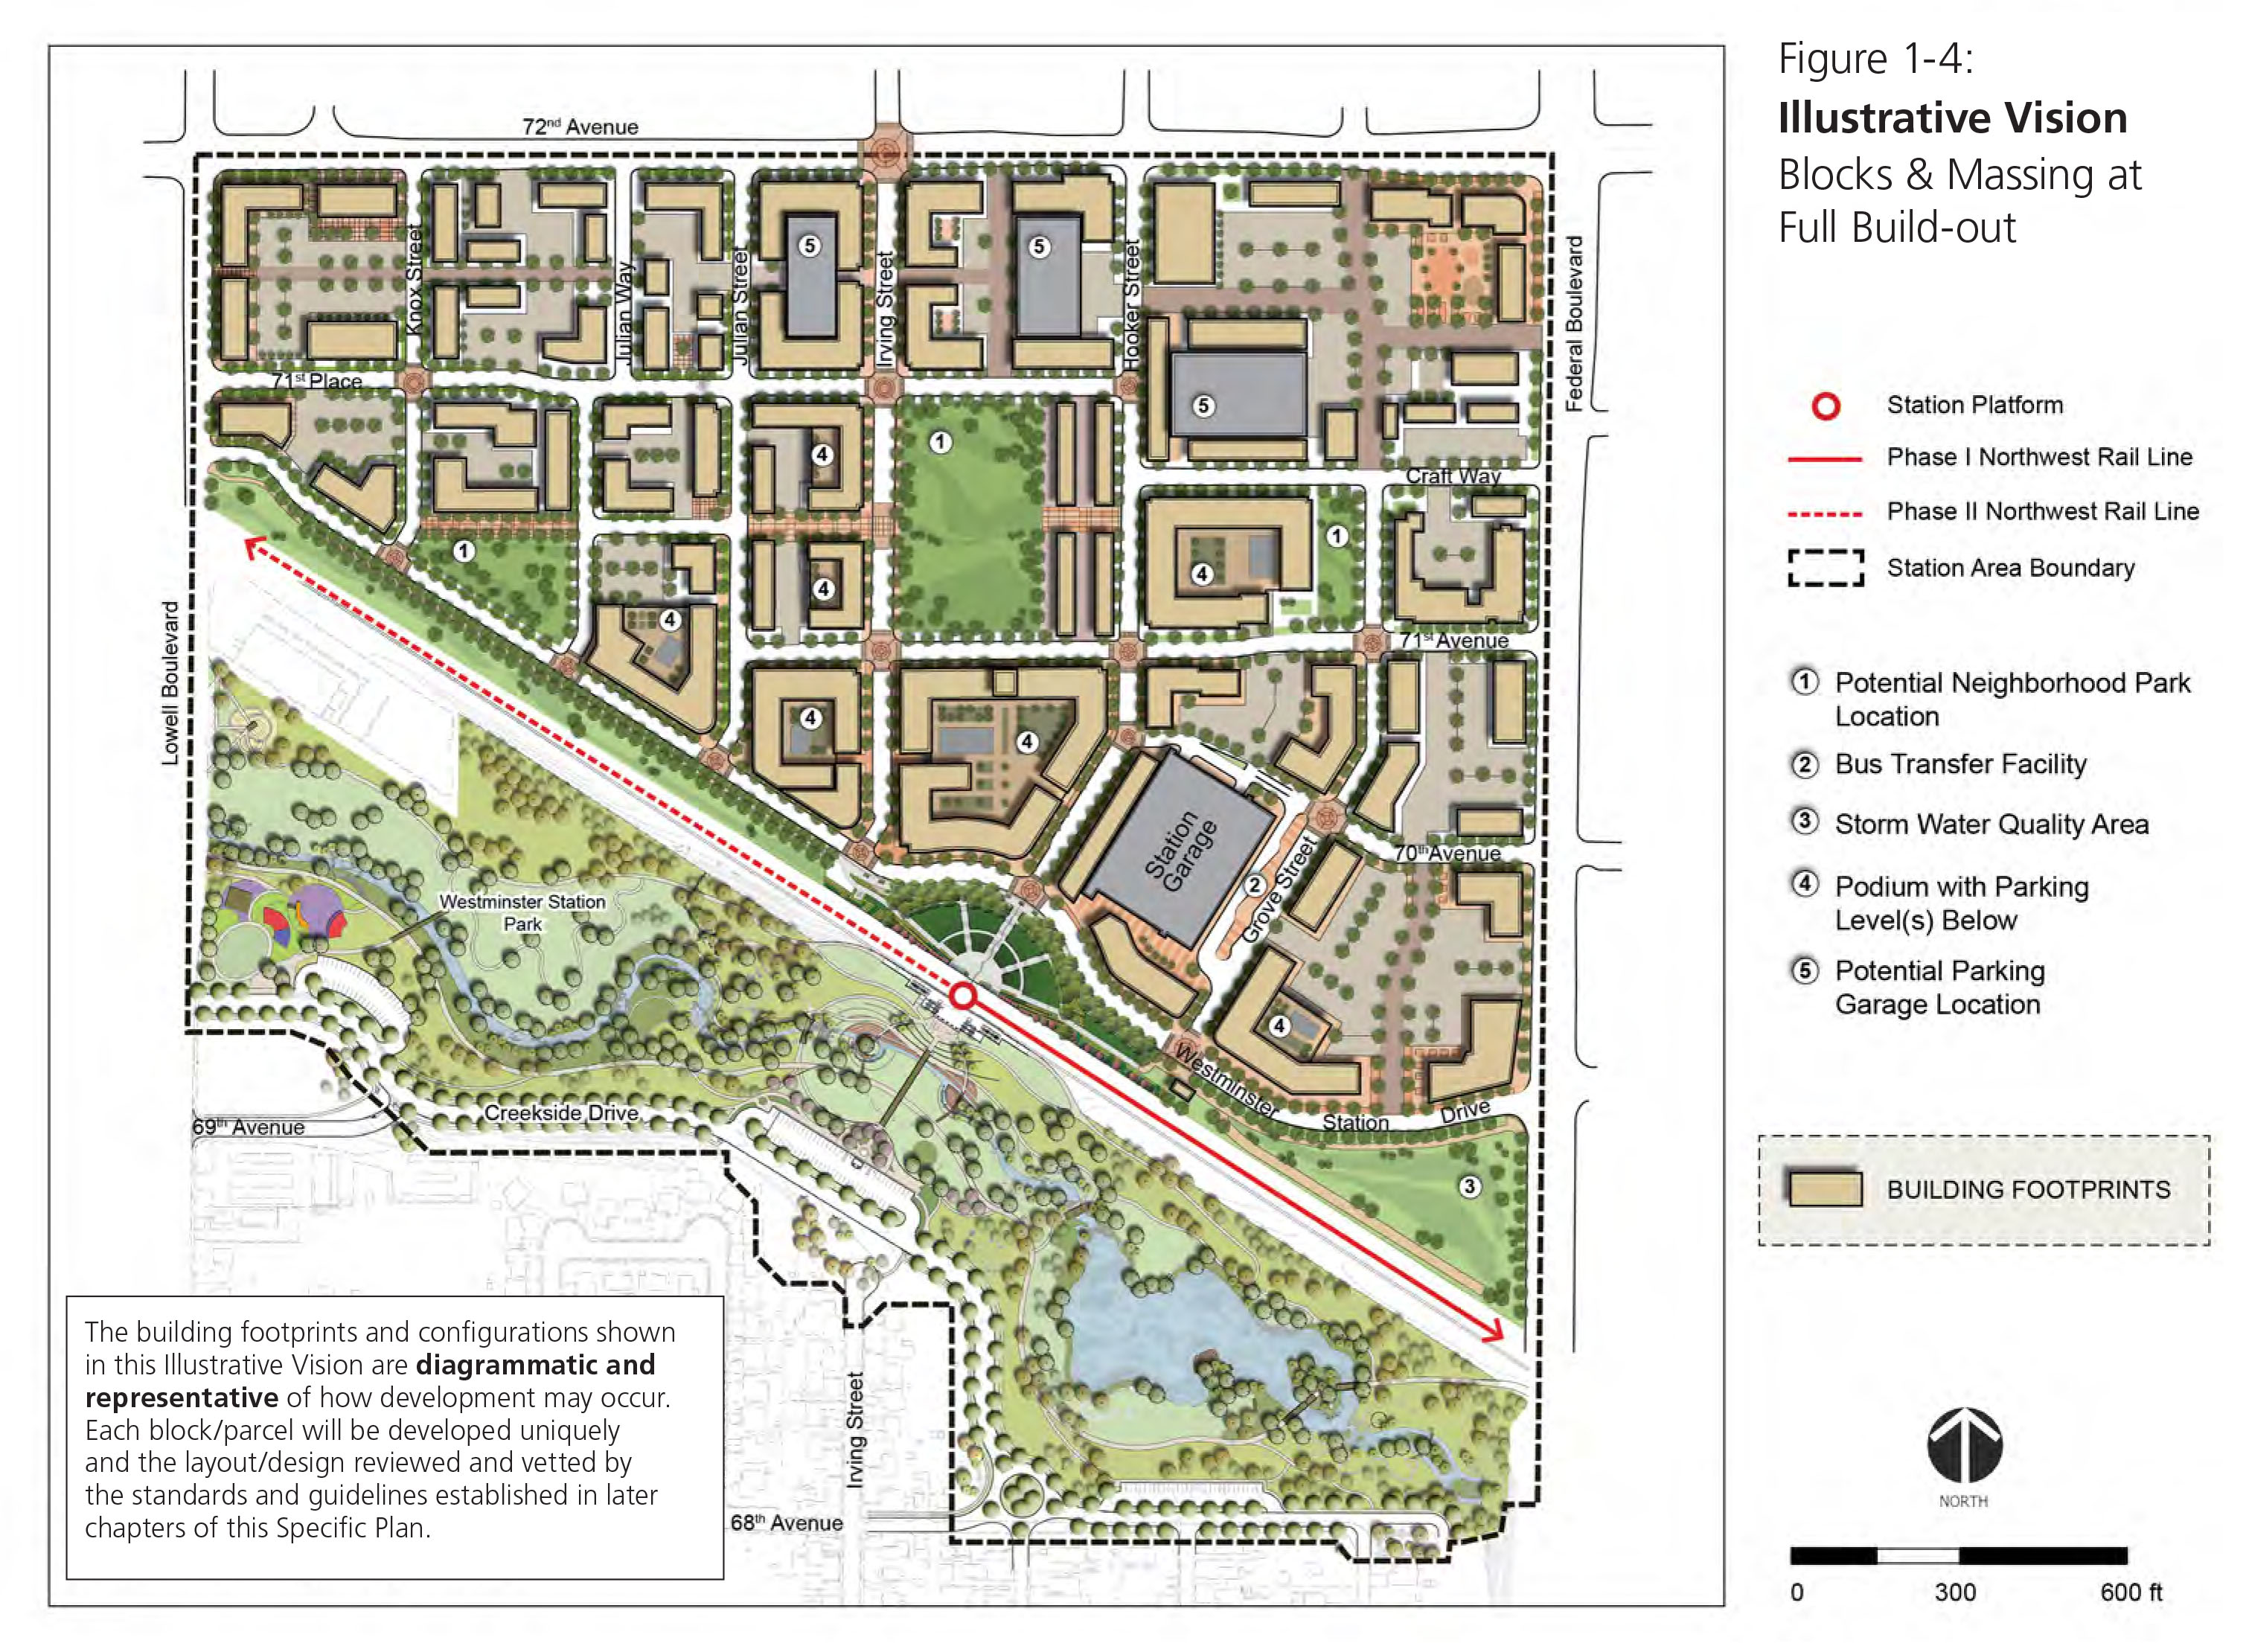 Figure 1-4:
Illustrative Vision
Blocks & Massing at
Full Build-out
72nd Avenue
Knox Street
Julian Way
Julian Street
Irving Street
Hooker Street
Federal Boulevard
5
5
5
71st Place
Craft Way
1
1
1
4
4
4
4
4
4
71st Avenue
Lowell Boulevard
4
Station
Garage
2
Grove Street
70th Avenue
Westminster Station
Park
4
Westminster
Station
Drive
Creekside Drive
69th Avenue
3
Irving Street
68th Avenue
Station Platform
Phase I Northwest Rail Line
Phase II Northwest Rail Line
Station Area Boundary
1 Potential Neighborhood Park
Location
2 Bus Transfer Facility
3 Storm Water Quality Area
4 Podium with Parking
Level(s) Below
5 Potential Parking
Garage Location
BUILDING FOOTPRINTS
NORTH
0 300 600 ft
The building footprints and configurations shown
in this Illustrative Vision are diagrammatic and
representative of how development may occur.
Each block/parcel will be developed uniquely
and the layout/design reviewed and vetted by
the standards and guidelines established in later
chapters of this Specific Plan.